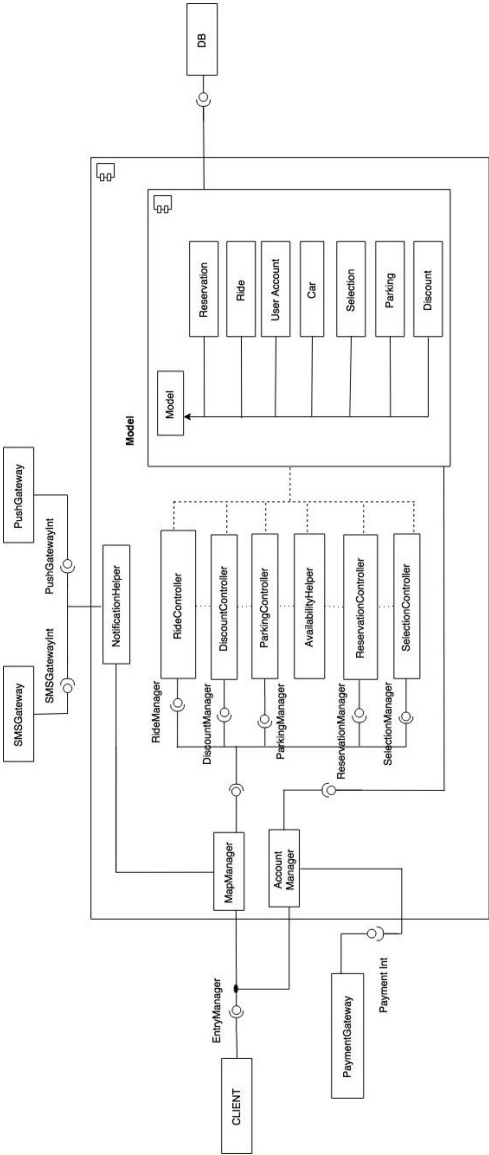 SMSGateway
PushGateway
SMSGatewayInt
PushGatewayInt
NotificationHelper
Model
DB
CLIENT
EntryManager
MapManager
RideManager
RideController
DiscountManager
DiscountController
ParkingManager
ParkingController
AvailabilityHelper
ReservationManager
ReservationController
SelectionManager
SelectionController
Model
Reservation
Ride
User Account
Car
Selection
Parking
Discount
Account
Manager
PaymentGateway
Payment Int